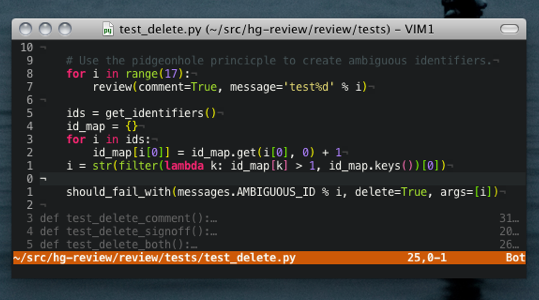 test_delete.py (~/src/hg-review/review/tests) - VIM1
10 ¬
9 # Use the pidgeonhole princicple to create ambiguous identifiers.¬
8 for i in range(17):¬
7 review(comment=True, message='test%d' % i)¬
6 ¬
5 ids = get_identifiers()¬
4 id_map = {}¬
3 for i in ids:¬
2 id_map[i[0]] = id_map.get(i[0], 0) + 1¬
1 i = str(filter(lambda k: id_map[k] > 1, id_map.keys())[0])¬
0 ¬
1 should_fail_with(messages.AMBIGUOUS_ID % i, delete=True, args=[i])¬
2 ¬
3 def test_delete_comment():… 31…
4 def test_delete_signoff():… 20…
5 def test_delete_both():… 26…
~/src/hg-review/review/tests/test_delete.py 25,0-1 Bot